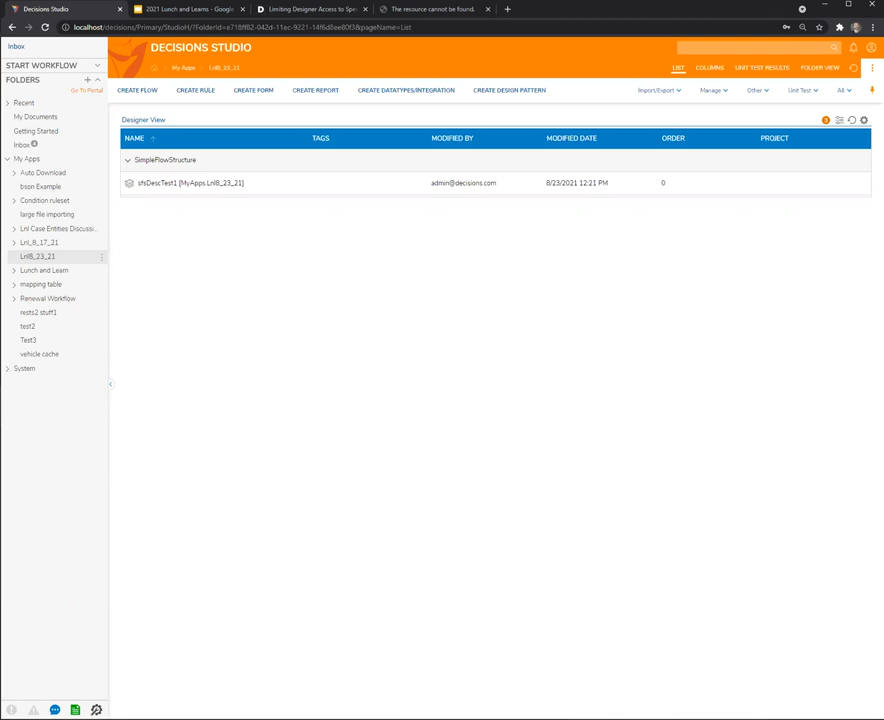 Decisions Studio
2021 Lunch and Learns - Google
Limiting Designer Access to Spe
The resource cannot be found.
localhost/decisions/Primary/StudioH/?FolderId=e718ff82-042d-11ec-9221-14f6d8ee80f3&pageName=List
Inbox
START WORKFLOW
FOLDERS
Go To Portal
Recent
My Documents
Getting Started
Inbox 4
My Apps
Auto Download
bson Example
Condition ruleset
large file importing
Lnl Case Entities Discussi...
Lnl_8_17_21
Lnl8_23_21
Lunch and Learn
mapping table
Renewal Workflow
rests2 stuff1
test2
Test3
vehicle cache
System
DECISIONS STUDIO
My Apps
Lnl8_23_21
LIST
COLUMNS
UNIT TEST RESULTS
FOLDER VIEW
CREATE FLOW
CREATE RULE
CREATE FORM
CREATE REPORT
CREATE DATATYPES/INTEGRATION
CREATE DESIGN PATTERN
Import/Export
Manage
Other
Unit Test
All
Designer View
NAME
TAGS
MODIFIED BY
MODIFIED DATE
ORDER
PROJECT
SimpleFlowStructure
sfsDescTest1 [MyApps.Lnl8_23_21]
admin@decisions.com
8/23/2021 12:21 PM
0